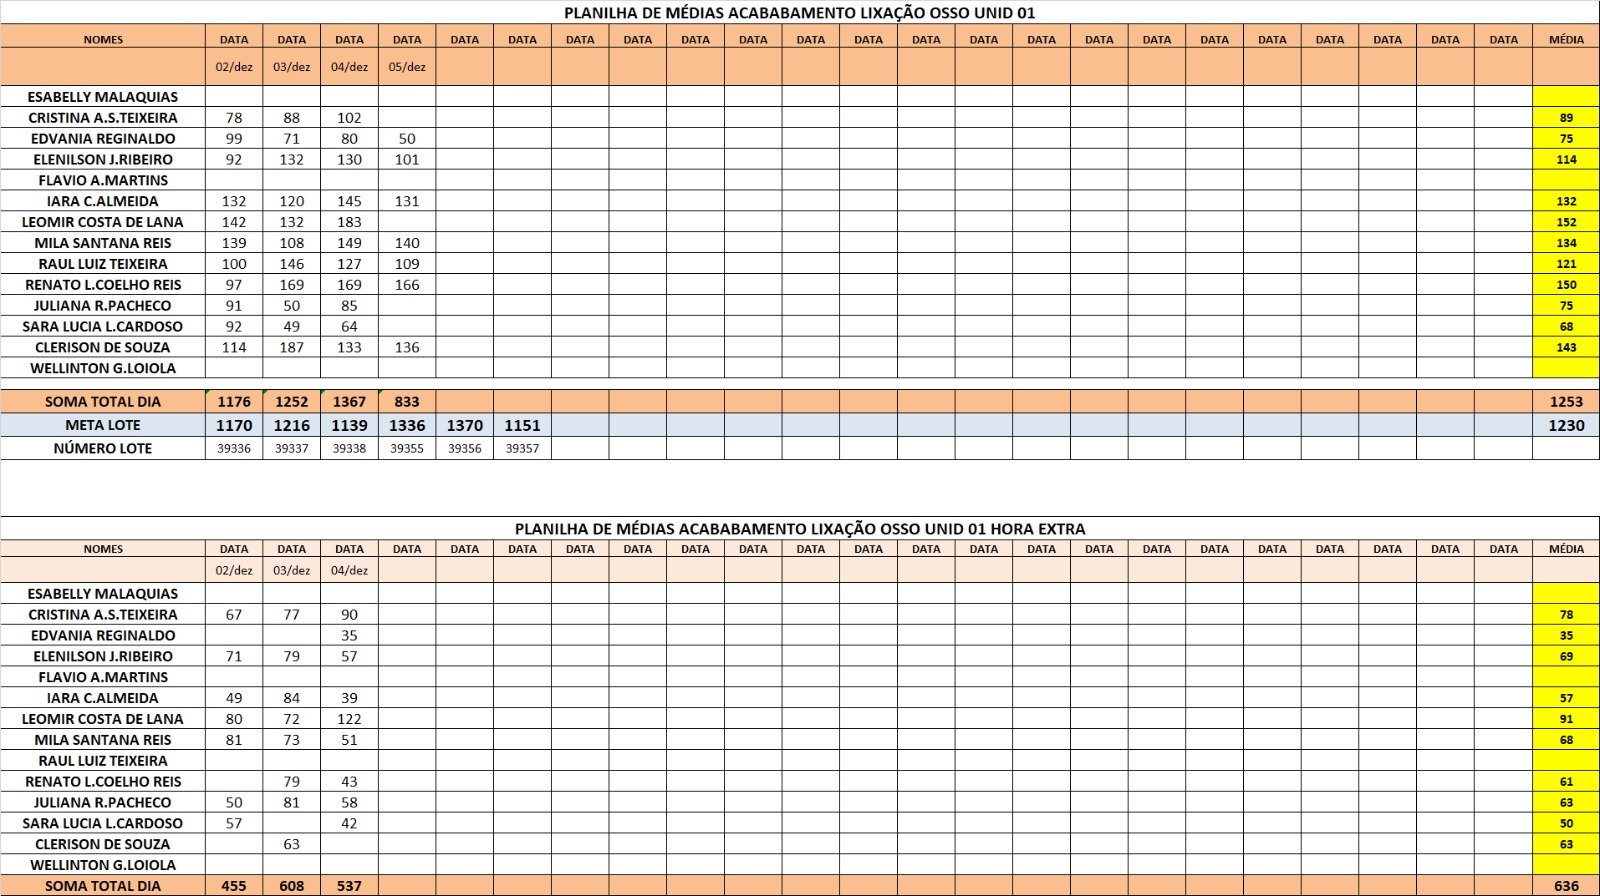 PLANILHA DE MÉDIAS ACABABAMENTO LIXAÇÃO OSSO UNID 01
NOMES DATA DATA DATA DATA DATA DATA DATA DATA DATA DATA DATA DATA DATA DATA DATA DATA DATA DATA DATA DATA DATA DATA DATA MÉDIA
02/dez 03/dez 04/dez 05/dez
ESABELLY MALAQUIAS
CRISTINA A.S.TEIXEIRA 78 88 102 89
EDVANIA REGINALDO 99 71 80 50 75
ELENILSON J.RIBEIRO 92 132 130 101 114
FLAVIO A.MARTINS
IARA C.ALMEIDA 132 120 145 131 132
LEOMIR COSTA DE LANA 142 132 183 152
MILA SANTANA REIS 139 108 149 140 134
RAUL LUIZ TEIXEIRA 100 146 127 109 121
RENATO L.COELHO REIS 97 169 169 166 150
JULIANA R.PACHECO 91 50 85 75
SARA LUCIA L.CARDOSO 92 49 64 68
CLERISON DE SOUZA 114 187 133 136 143
WELLINTON G.LOIOLA
SOMA TOTAL DIA 1176 1252 1367 833 1253
META LOTE 1170 1216 1139 1336 1370 1151 1230
NÚMERO LOTE 39336 39337 39338 39355 39356 39357
PLANILHA DE MÉDIAS ACABABAMENTO LIXAÇÃO OSSO UNID 01 HORA EXTRA
NOMES DATA DATA DATA DATA DATA DATA DATA DATA DATA DATA DATA DATA DATA DATA DATA DATA DATA DATA DATA DATA DATA DATA DATA MÉDIA
02/dez 03/dez 04/dez
ESABELLY MALAQUIAS
CRISTINA A.S.TEIXEIRA 67 77 90 78
EDVANIA REGINALDO 35 35
ELENILSON J.RIBEIRO 71 79 57 69
FLAVIO A.MARTINS
IARA C.ALMEIDA 49 84 39 57
LEOMIR COSTA DE LANA 80 72 122 91
MILA SANTANA REIS 81 73 51 68
RAUL LUIZ TEIXEIRA
RENATO L.COELHO REIS 79 43 61
JULIANA R.PACHECO 50 81 58 63
SARA LUCIA L.CARDOSO 57 42 50
CLERISON DE SOUZA 63 63
WELLINTON G.LOIOLA
SOMA TOTAL DIA 455 608 537 636